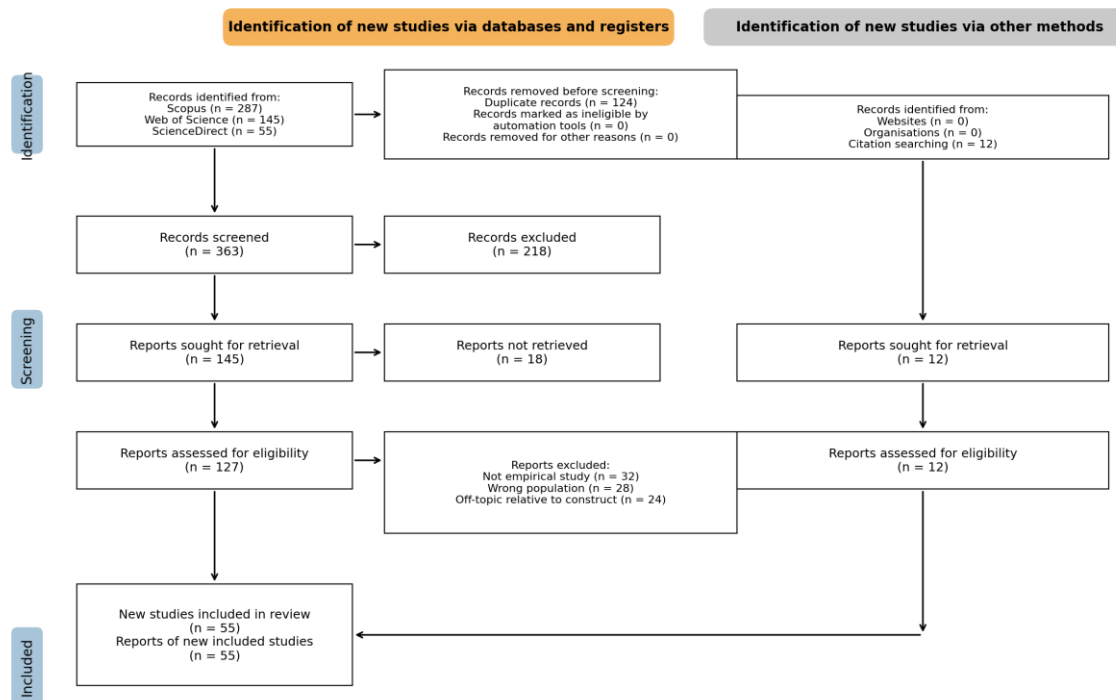 Identification of new studies via databases and registers
Identification of new studies via other methods
Identification
Records identified from:
Scopus (n = 287)
Web of Science (n = 145)
ScienceDirect (n = 55)
Records removed before screening:
Duplicate records (n = 124)
Records marked as ineligible by
automation tools (n = 0)
Records removed for other reasons (n = 0)
Records identified from:
Websites (n = 0)
Organisations (n = 0)
Citation searching (n = 12)
Records screened
(n = 363)
Records excluded
(n = 218)
Screening
Reports sought for retrieval
(n = 145)
Reports not retrieved
(n = 18)
Reports sought for retrieval
(n = 12)
Reports assessed for eligibility
(n = 127)
Reports excluded:
Not empirical study (n = 32)
Wrong population (n = 28)
Off-topic relative to construct (n = 24)
Reports assessed for eligibility
(n = 12)
Included
New studies included in review
(n = 55)
Reports of new included studies
(n = 55)